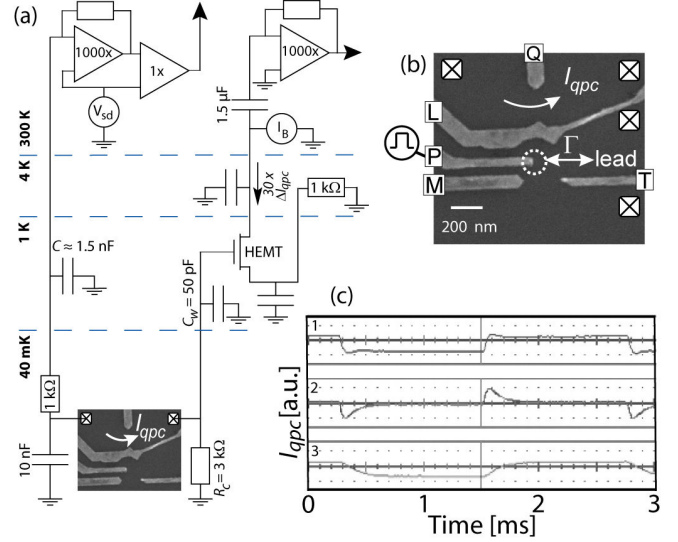 (a)
1000x
1x
V_sd
300 K
4 K
1 K
40 mK
C ≈ 1.5 nF
1 kΩ
10 nF
I_qpc
1000x
1.5 μF
I_B
30 x
ΔI_qpc
1 kΩ
HEMT
C_W = 50 pF
R_C = 3 kΩ
(b)
Q
I_qpc
L
P
M
Γ
lead
T
200 nm
(c)
1
2
3
I_qpc [a.u.]
0
1
2
3
Time [ms]